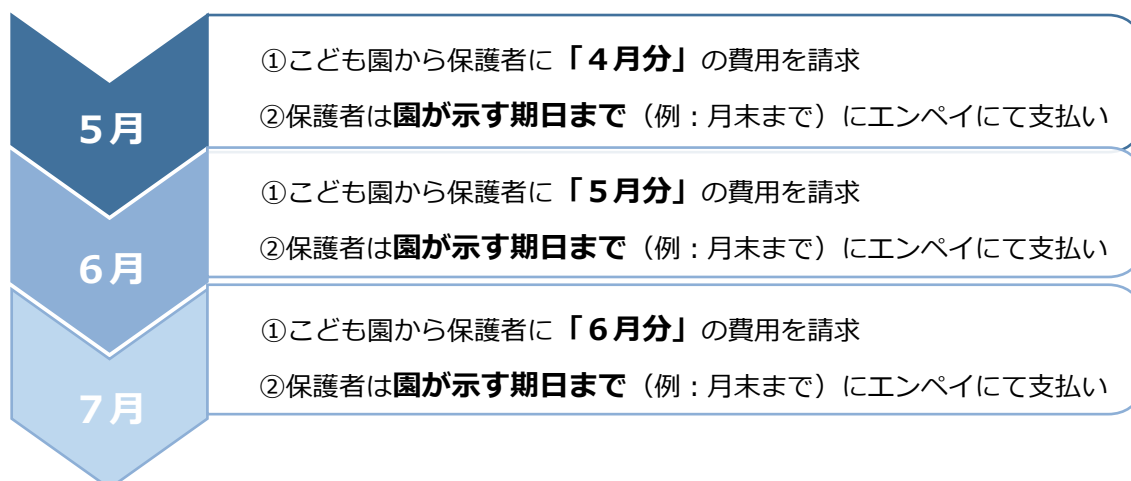 5月
①こども園から保護者に「４月分」の費用を請求
②保護者は園が示す期日まで（例：月末まで）にエンペイにて支払い
6月
①こども園から保護者に「５月分」の費用を請求
②保護者は園が示す期日まで（例：月末まで）にエンペイにて支払い
7月
①こども園から保護者に「６月分」の費用を請求
②保護者は園が示す期日まで（例：月末まで）にエンペイにて支払い